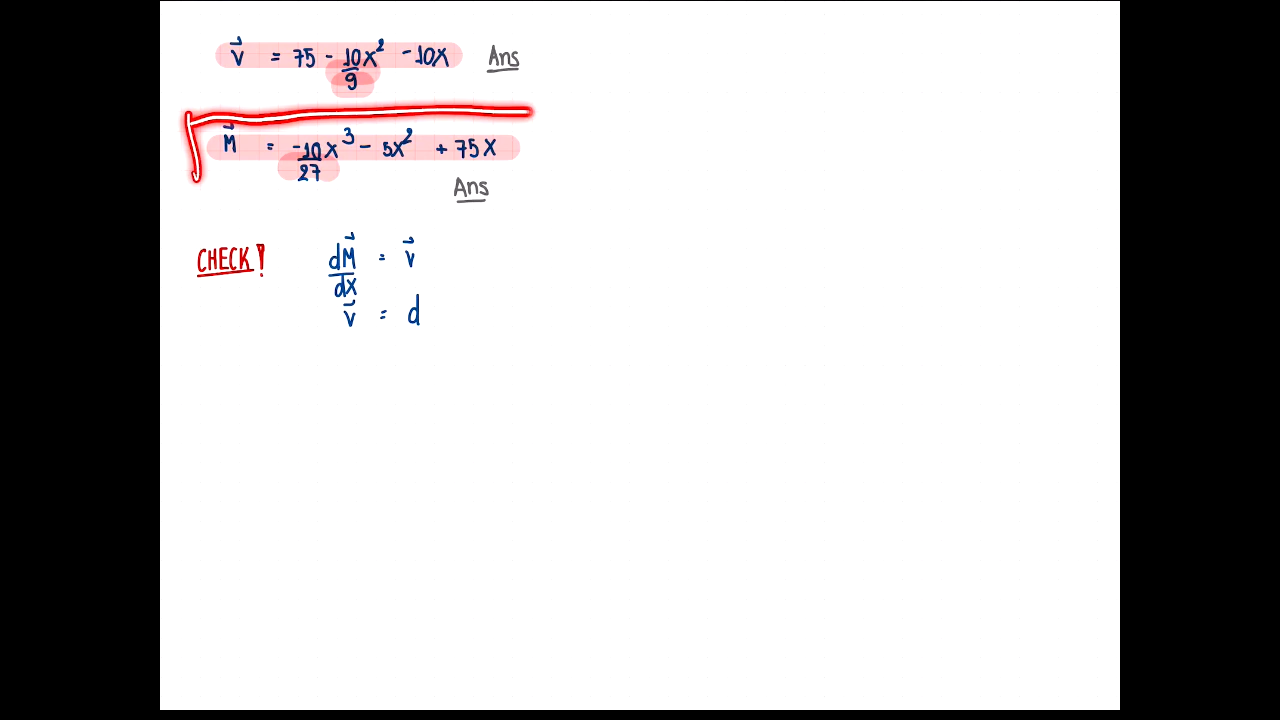 V⃗ = 75 - 10/9 x² - 10x Ans
M⃗ = -10/27 x³ - 5x² + 75x
Ans
CHECK! dM⃗/dx = V⃗
V⃗ = d